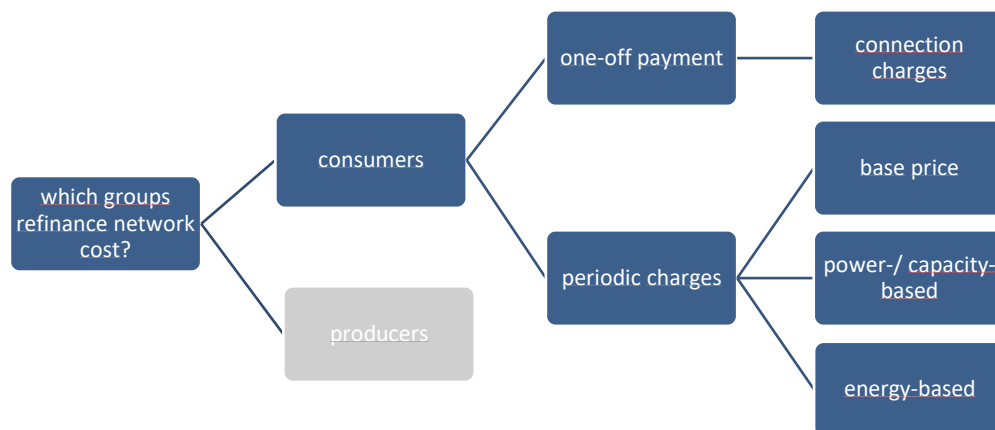 which groups
refinance network
cost?
consumers
producers
one-off payment
periodic charges
connection
charges
base price
power-/ capacity-
based
energy-based